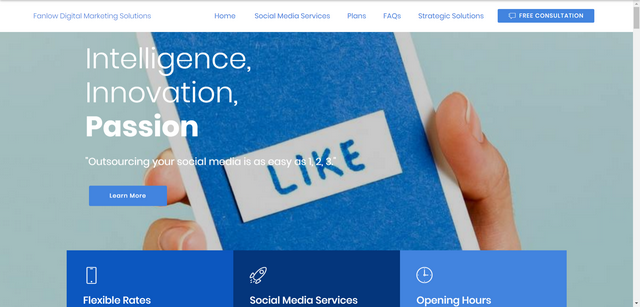 Fanlow Digital Marketing Solutions
Home
Social Media Services
Plans
FAQs
Strategic Solutions
FREE CONSULTATION
Intelligence,
Innovation,
Passion
"Outsourcing your social media is as easy as 1, 2, 3."
LIKE
Learn More
Flexible Rates
Social Media Services
Opening Hours